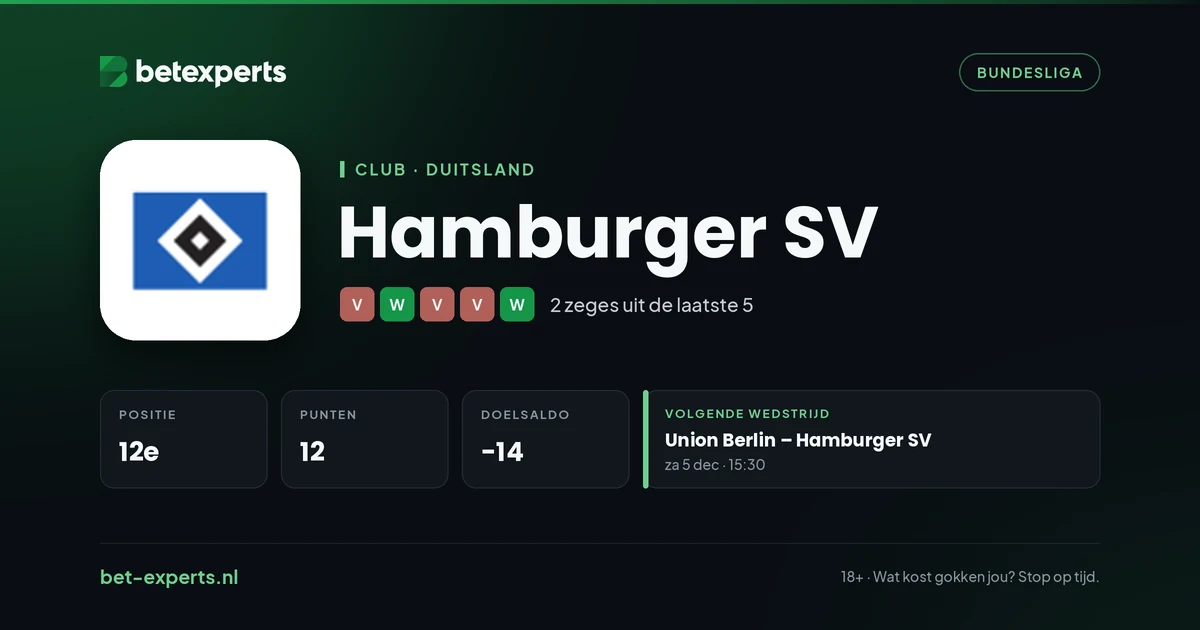 betexperts
BUNDESLIGA
CLUB · DUITSLAND
Hamburger SV
V W V V W 2 zeges uit de laatste 5
POSITIE
12e
PUNTEN
12
DOELSALDO
−14
VOLGENDE WEDSTRIJD
Union Berlin – Hamburger SV
za 5 dec · 15:30
bet-experts.nl
18+ · Wat kost gokken jou? Stop op tijd.